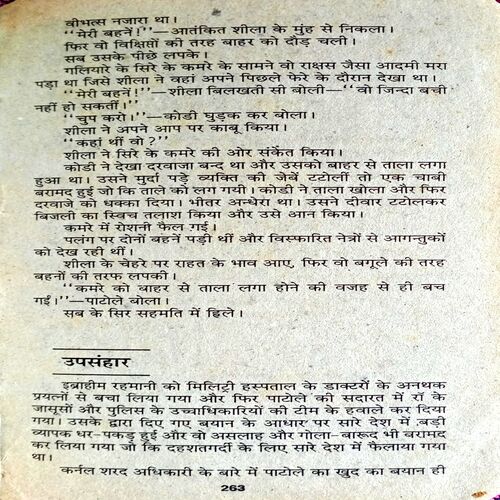 वीभत्स नजारा था।
"मेरी बहनें!"—आतंकित शीला के मुंह से निकला।
फिर वो विक्षिप्तों की तरह बाहर को दौड़ चली।
सब उसके पीछे लपके।
गलियारे के सिरे के कमरे के सामने वो राक्षस जैसा आदमी मरा
पड़ा था जिसे शीला ने वहां अपने पिछले फेरे के दौरान देखा था।
"मेरी बहनें!"—शीला बिलखती सी बोली—"वो जिन्दा बची
नहीं हो सकतीं।"
"चुप करो।"—कोडी घुड़क कर बोला।
शीला ने अपने आप पर काबू किया।
"कहां थीं वो?"
शीला ने सिरे के कमरे की ओर संकेत किया।
कोडी ने देखा दरवाजा बन्द था और उसको बाहर से ताला लगा
हुआ था। उसने मुर्दा पड़े व्यक्ति की जेबें टटोलीं तो एक चाबी
बरामद हुई जो कि ताले को लग गयी। कोडी ने ताला खोला और फिर
दरवाजे को धक्का दिया। भीतर अन्धेरा था। उसने दीवार टटोलकर
बिजली का स्विच तलाश किया और उसे आन किया।
कमरे में रोशनी फैल गई।
पलंग पर दोनों बहनें पड़ी थीं और विस्फारित नेत्रों से आगन्तुकों
को देख रही थीं।
शीला के चेहरे पर राहत के भाव आए, फिर वो बगूले की तरह
बहनों की तरफ लपकी।
"कमरे को बाहर से ताला लगा होने की वजह से ही बच
गईं।"—पाटोले बोला।
सब के सिर सहमति में हिले।
उपसंहार
इब्राहीम रहमानी को मिलिट्री हस्पताल के डाक्टरों के अनथक
प्रयत्नों से बचा लिया गया और फिर पाटोले की सदारत में रॉ के
जासूसों और पुलिस के उच्चाधिकारियों की टीम के हवाले कर दिया
गया। उसके द्वारा दिए गए बयान के आधार पर सारे देश में बड़ी
व्यापक धर-पकड़ हुई और वो असलाह और गोला-बारूद भी बरामद
कर लिया गया जो कि दहशतगर्दी के लिए सारे देश में फैलाया गया
था।
कर्नल शरद अधिकारी के बारे में पाटोले का खुद का बयान ही
263